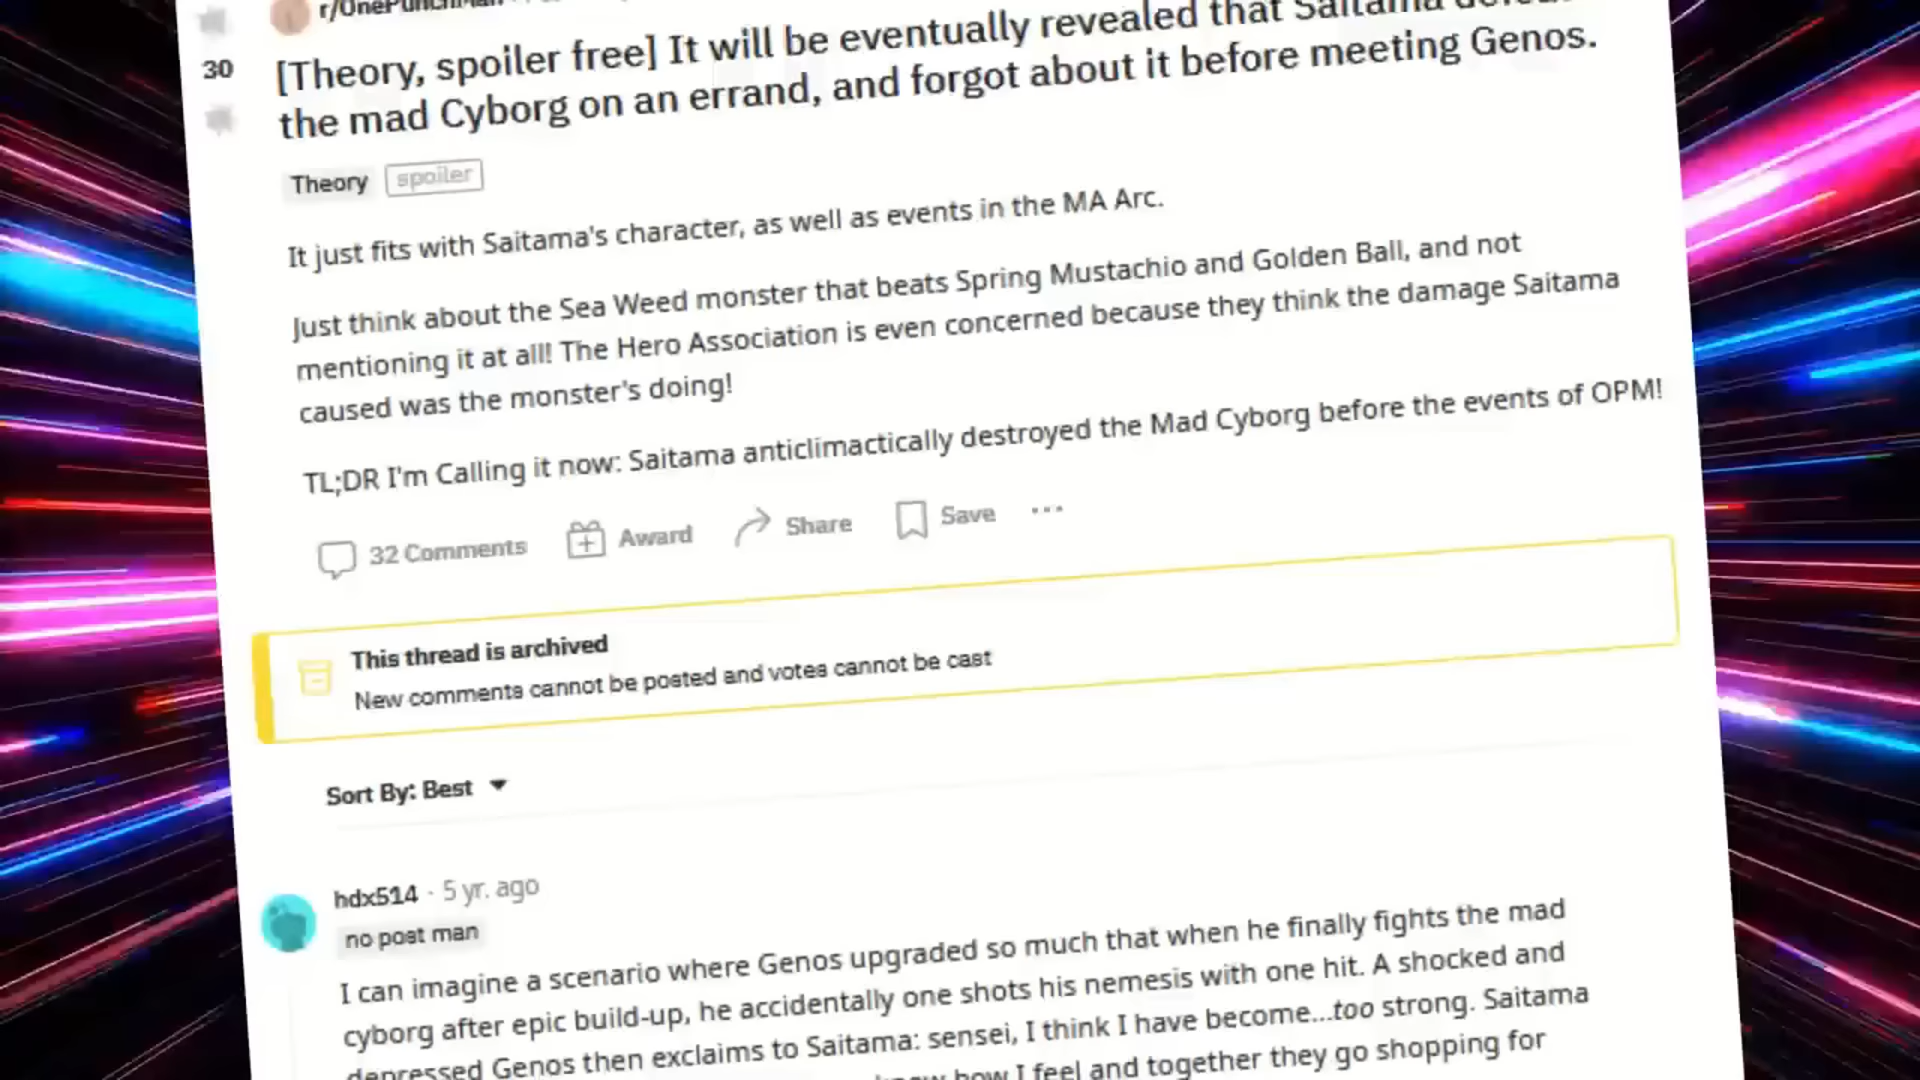 r/OnePunchMan
30
[Theory, spoiler free] It will be eventually revealed that Saitama
the mad Cyborg on an errand, and forgot about it before meeting Genos.
Theory spoiler
It just fits with Saitama's character, as well as events in the MA Arc.
Just think about the Sea Weed monster that beats Spring Mustachio and Golden Ball, and not
mentioning it at all! The Hero Association is even concerned because they think the damage Saitama
caused was the monster's doing!
TL;DR I'm Calling it now: Saitama anticlimactically destroyed the Mad Cyborg before the events of OPM!
32 Comments Award Share Save ...
This thread is archived
New comments cannot be posted and votes cannot be cast
Sort By: Best
hdx514 · 5 yr. ago
no post man
I can imagine a scenario where Genos upgraded so much that when he finally fights the mad
cyborg after epic build-up, he accidentally one shots his nemesis with one hit. A shocked and
depressed Genos then exclaims to Saitama: sensei, I think I have become...too strong. Saitama
how I feel and together they go shopping for